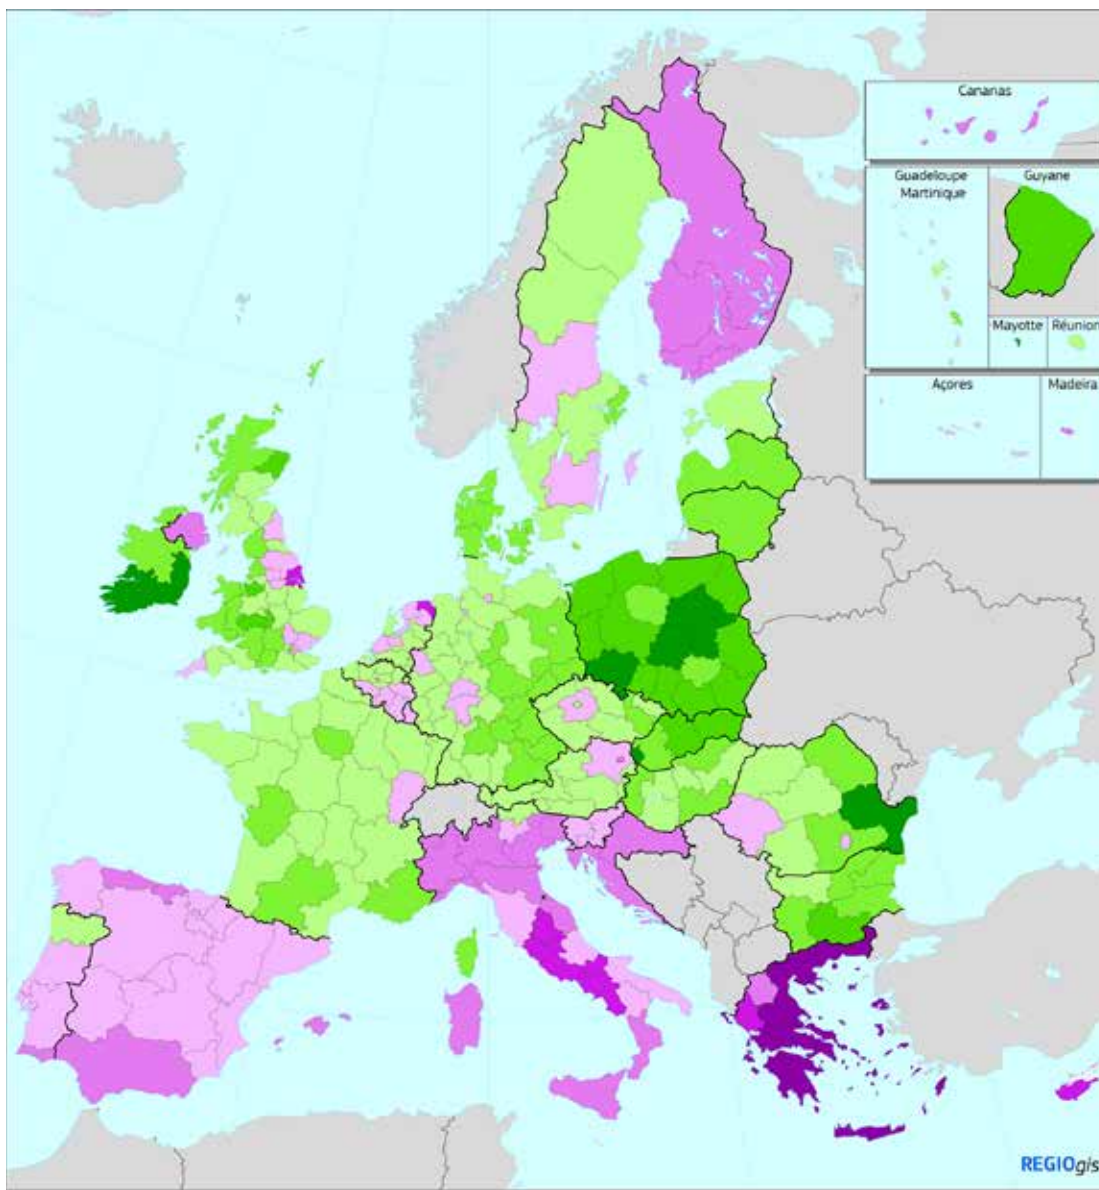 Canarias
Guadeloupe
Martinique
Guyane
Mayotte
Réunion
Açores
Madeira
REGIOgis